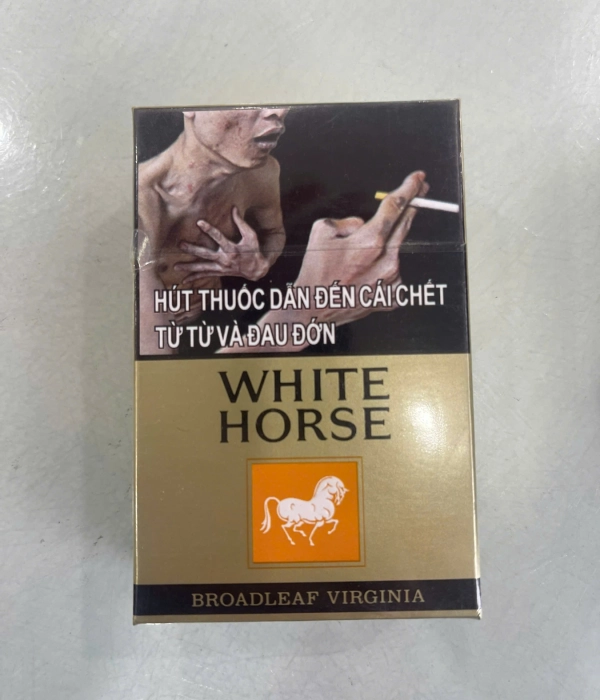 HÚT THUỐC DẪN ĐẾN CÁI CHẾT
TỪ TỪ VÀ ĐAU ĐỚN
WHITE
HORSE
BROADLEAF VIRGINIA